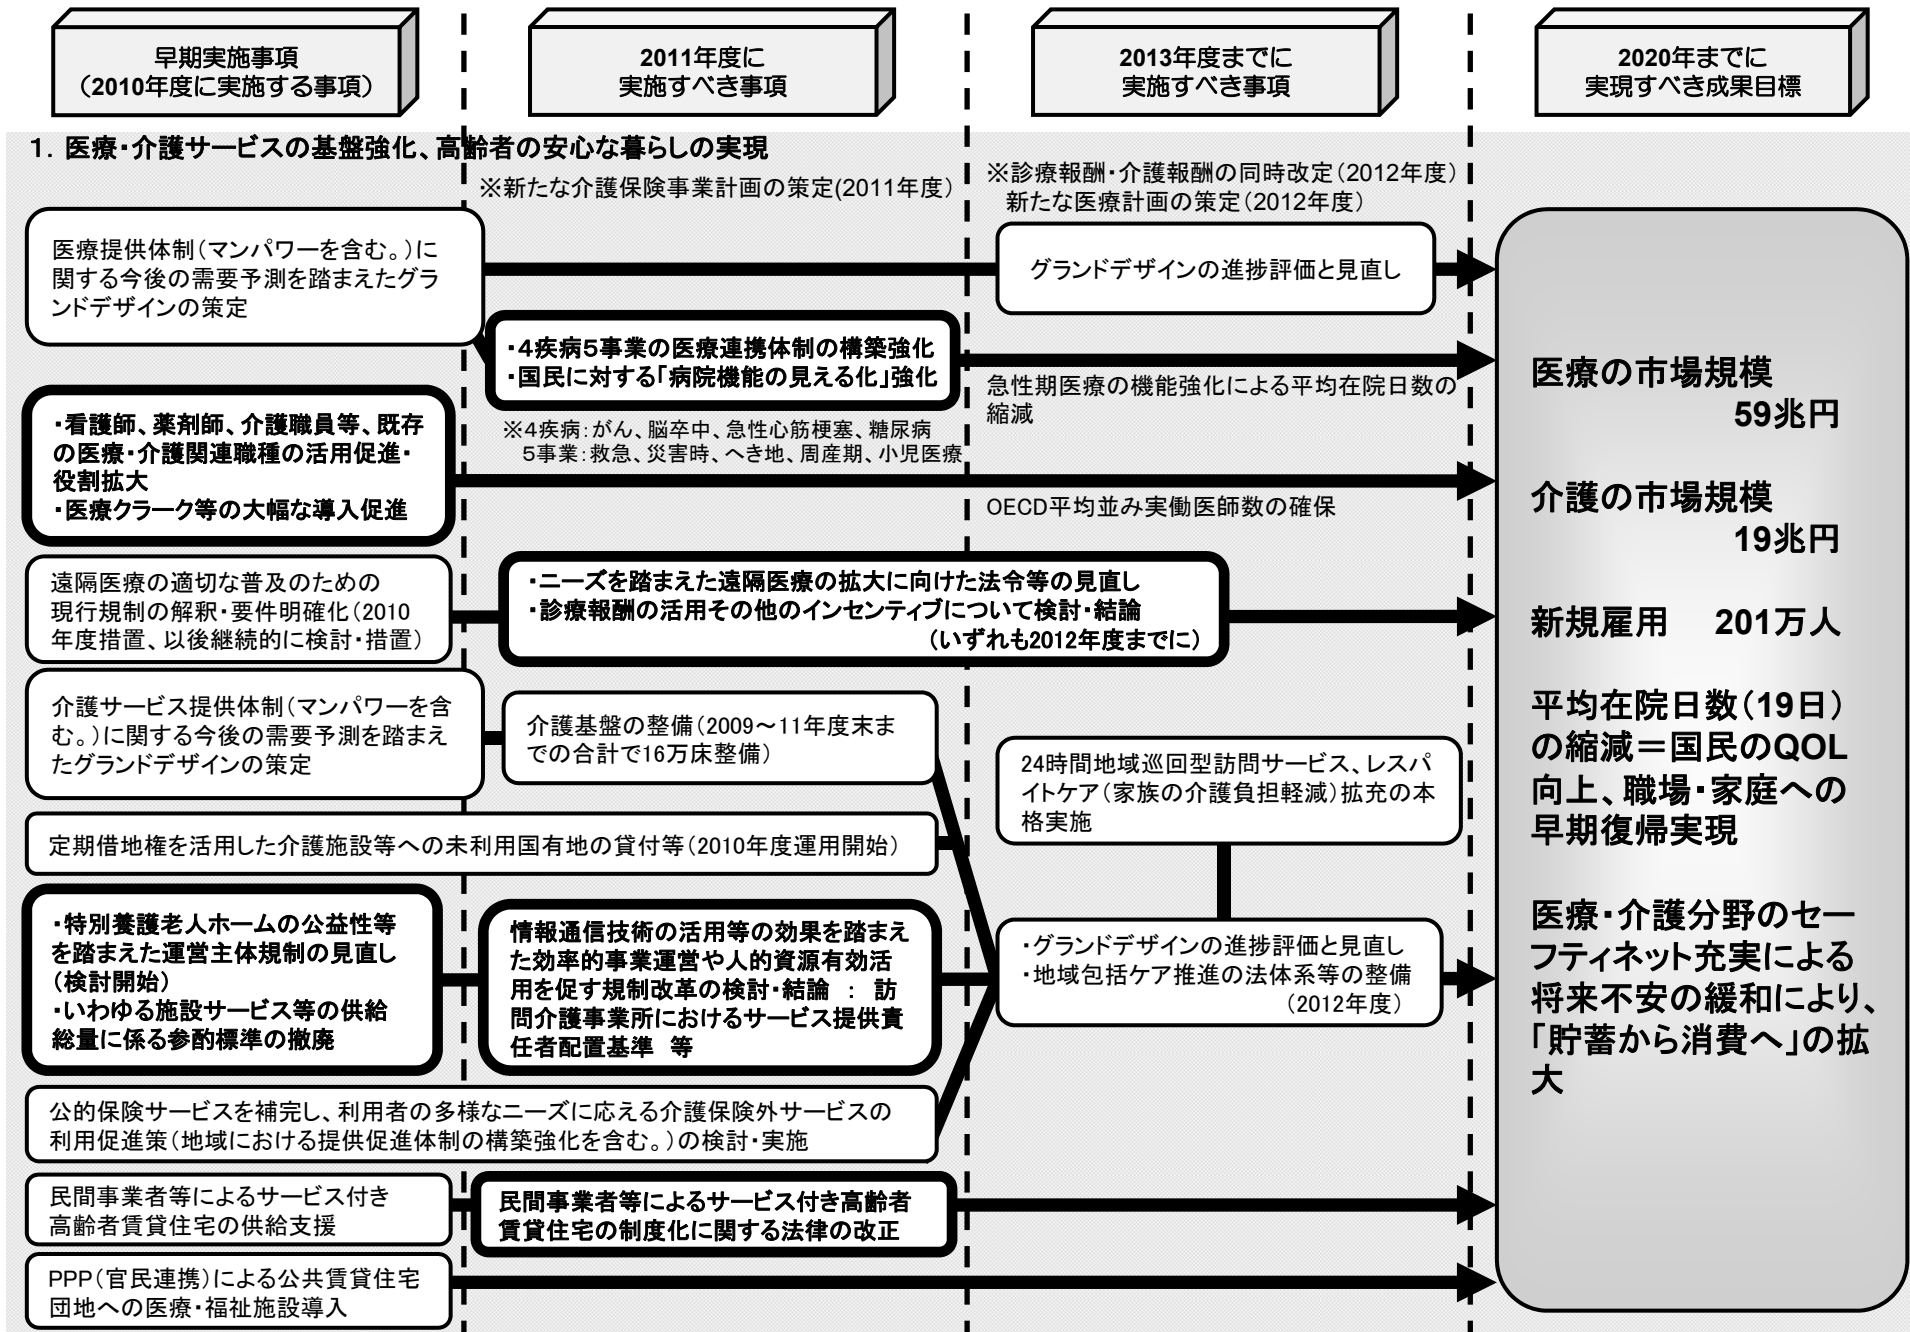 早期実施事項
（2010年度に実施する事項）
2011年度に
実施すべき事項
2013年度までに
実施すべき事項
2020年までに
実現すべき成果目標
1．医療・介護サービスの基盤強化、高齢者の安心な暮らしの実現
※新たな介護保険事業計画の策定(2011年度）
※診療報酬・介護報酬の同時改定（2012年度）
新たな医療計画の策定（2012年度）
医療提供体制（マンパワーを含む。）に
関する今後の需要予測を踏まえたグラ
ンドデザインの策定
グランドデザインの進捗評価と見直し
・4疾病5事業の医療連携体制の構築強化
・国民に対する「病院機能の見える化」強化
急性期医療の機能強化による平均在院日数の
縮減
※4疾病：がん、脳卒中、急性心筋梗塞、糖尿病
5事業：救急、災害時、へき地、周産期、小児医療
・看護師、薬剤師、介護職員等、既存
の医療・介護関連職種の活用促進・
役割拡大
・医療クラーク等の大幅な導入促進
OECD平均並み実働医師数の確保
遠隔医療の適切な普及のための
現行規制の解釈・要件明確化（2010
年度措置、以後継続的に検討・措置）
・ニーズを踏まえた遠隔医療の拡大に向けた法令等の見直し
・診療報酬の活用その他のインセンティブについて検討・結論
（いずれも2012年度までに）
介護サービス提供体制（マンパワーを含
む。）に関する今後の需要予測を踏まえ
たグランドデザインの策定
介護基盤の整備（2009～11年度末ま
での合計で16万床整備）
24時間地域巡回型訪問サービス、レスパ
イトケア（家族の介護負担軽減）拡充の本
格実施
定期借地権を活用した介護施設等への未利用国有地の貸付等（2010年度運用開始）
・特別養護老人ホームの公益性等
を踏まえた運営主体規制の見直し
（検討開始）
・いわゆる施設サービス等の供給
総量に係る参酌標準の撤廃
情報通信技術の活用等の効果を踏まえ
た効率的事業運営や人的資源有効活
用を促す規制改革の検討・結論 ： 訪
問介護事業所におけるサービス提供責
任者配置基準 等
・グランドデザインの進捗評価と見直し
・地域包括ケア推進の法体系等の整備
（2012年度）
公的保険サービスを補完し、利用者の多様なニーズに応える介護保険外サービスの
利用促進策（地域における提供促進体制の構築強化を含む。）の検討・実施
民間事業者等によるサービス付き
高齢者賃貸住宅の供給支援
民間事業者等によるサービス付き高齢者
賃貸住宅の制度化に関する法律の改正
PPP（官民連携）による公共賃貸住宅
団地への医療・福祉施設導入
医療の市場規模
59兆円
介護の市場規模
19兆円
新規雇用 201万人
平均在院日数（19日）
の縮減＝国民のQOL
向上、職場・家庭への
早期復帰実現
医療・介護分野のセー
フティネット充実による
将来不安の緩和により、
「貯蓄から消費へ」の拡
大